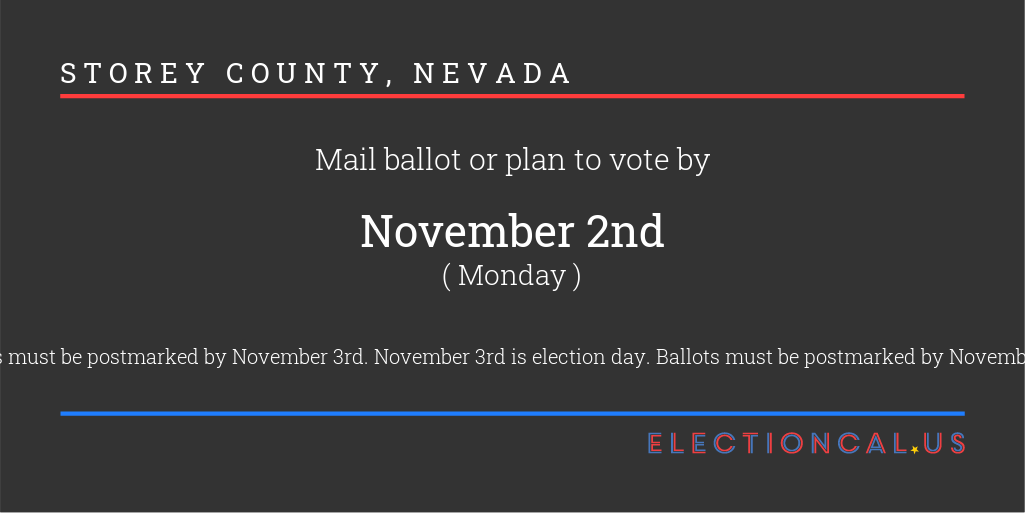 STOREY COUNTY, NEVADA
Mail ballot or plan to vote by
November 2nd
( Monday )
must be postmarked by November 3rd. November 3rd is election day. Ballots must be postmarked by
ELECTIONCAL.US